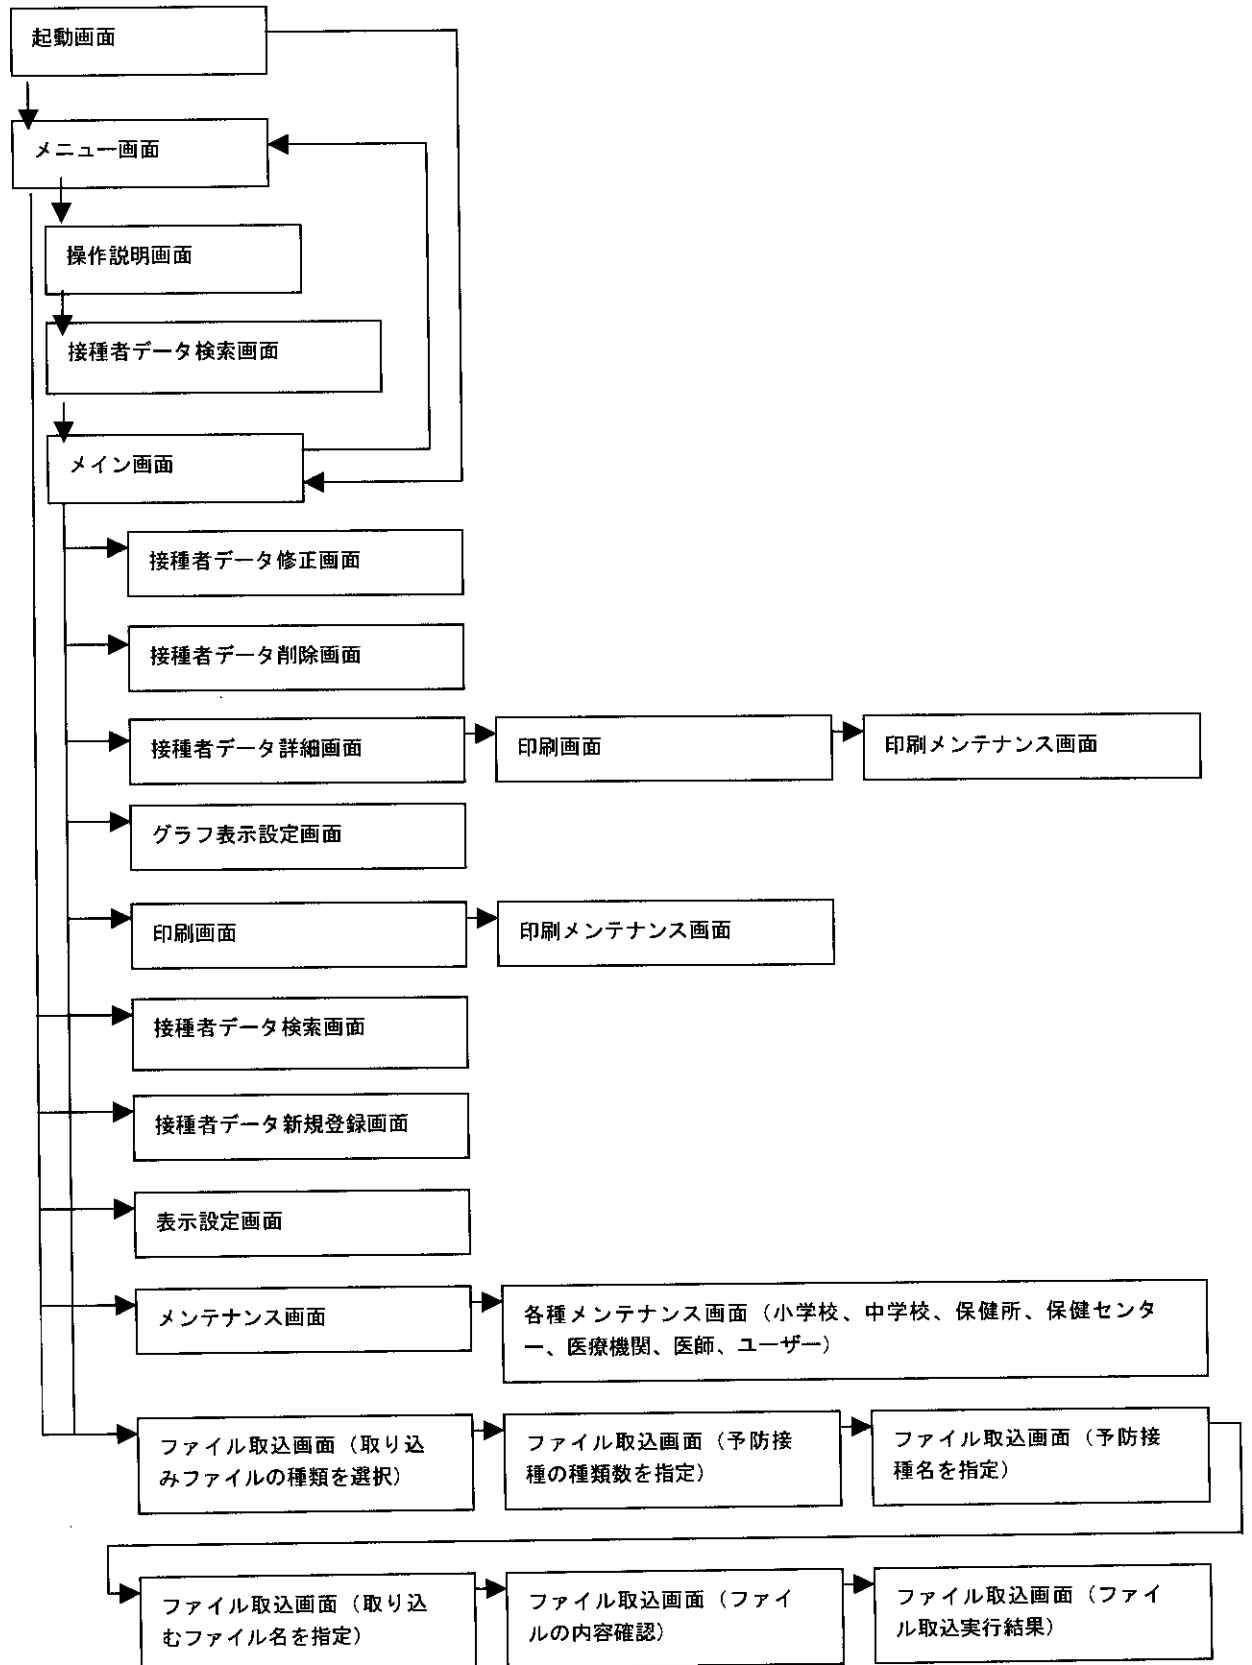 起動画面
メニュー画面
操作説明画面
接種者データ検索画面
メイン画面
接種者データ修正画面
接種者データ削除画面
接種者データ詳細画面
印刷画面
印刷メンテナンス画面
グラフ表示設定画面
印刷画面
印刷メンテナンス画面
接種者データ検索画面
接種者データ新規登録画面
表示設定画面
メンテナンス画面
各種メンテナンス画面（小学校、中学校、保健所、保健センタ
ー、医療機関、医師、ユーザー）
ファイル取込画面（取り込
みファイルの種類を選択）
ファイル取込画面（予防接
種の種類数を指定）
ファイル取込画面（予防接
種名を指定）
ファイル取込画面（取り込
むファイル名を指定）
ファイル取込画面（ファイ
ルの内容確認）
ファイル取込画面（ファイ
ル取込実行結果）